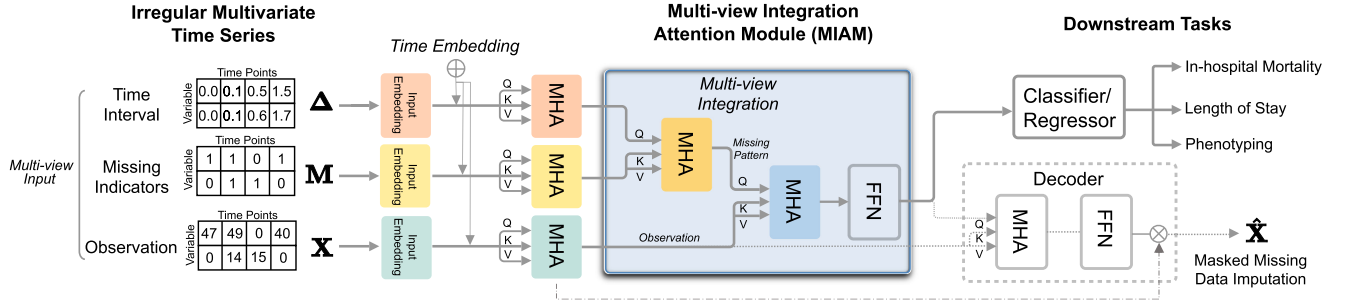 Irregular Multivariate
Time Series
Multi-view Integration
Attention Module (MIAM)
Downstream Tasks
Time Embedding
Multi-view
Input
Time
Interval
Time Points
Variable
0.0 0.1 0.5 1.5
0.0 0.1 0.6 1.7
Δ
Input
Embedding
Q
K
V
MHA
Missing
Indicators
Time Points
Variable
1 1 0 1
0 1 1 0
M
Input
Embedding
Q
K
V
MHA
Observation
Time Points
Variable
47 49 0 40
0 14 15 0
X
Input
Embedding
Q
K
V
MHA
Multi-view
Integration
Q
K
V
MHA
Missing
Pattern
Observation
Q
K
V
MHA
FFN
Classifier/
Regressor
In-hospital Mortality
Length of Stay
Phenotyping
Decoder
Q
K
V
MHA
FFN
X̂
Masked Missing
Data Imputation